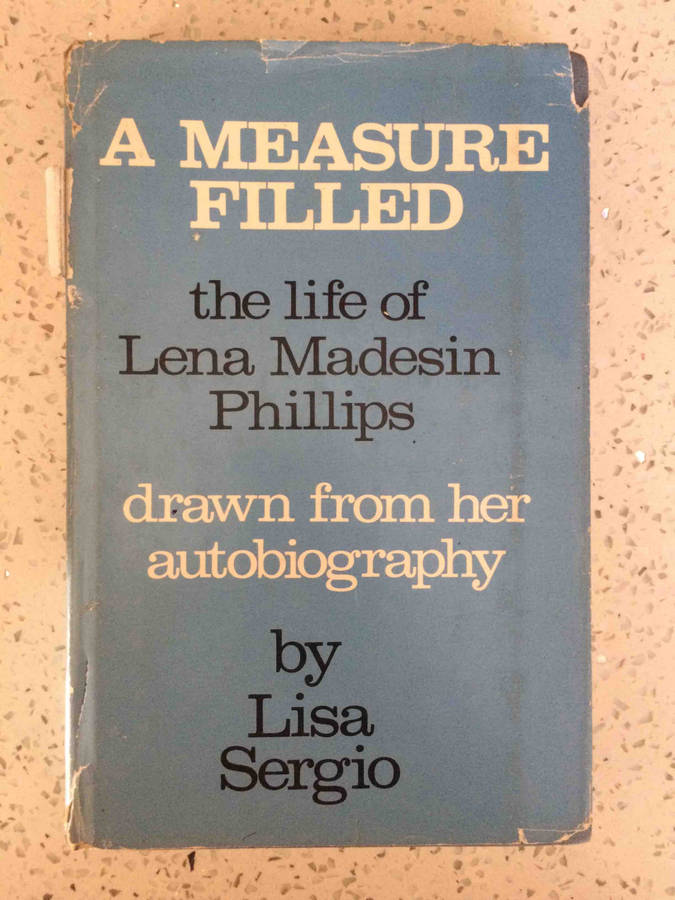 A MEASURE
FILLED
the life of
Lena Madesin
Phillips
drawn from her
autobiography
by
Lisa
Sergio